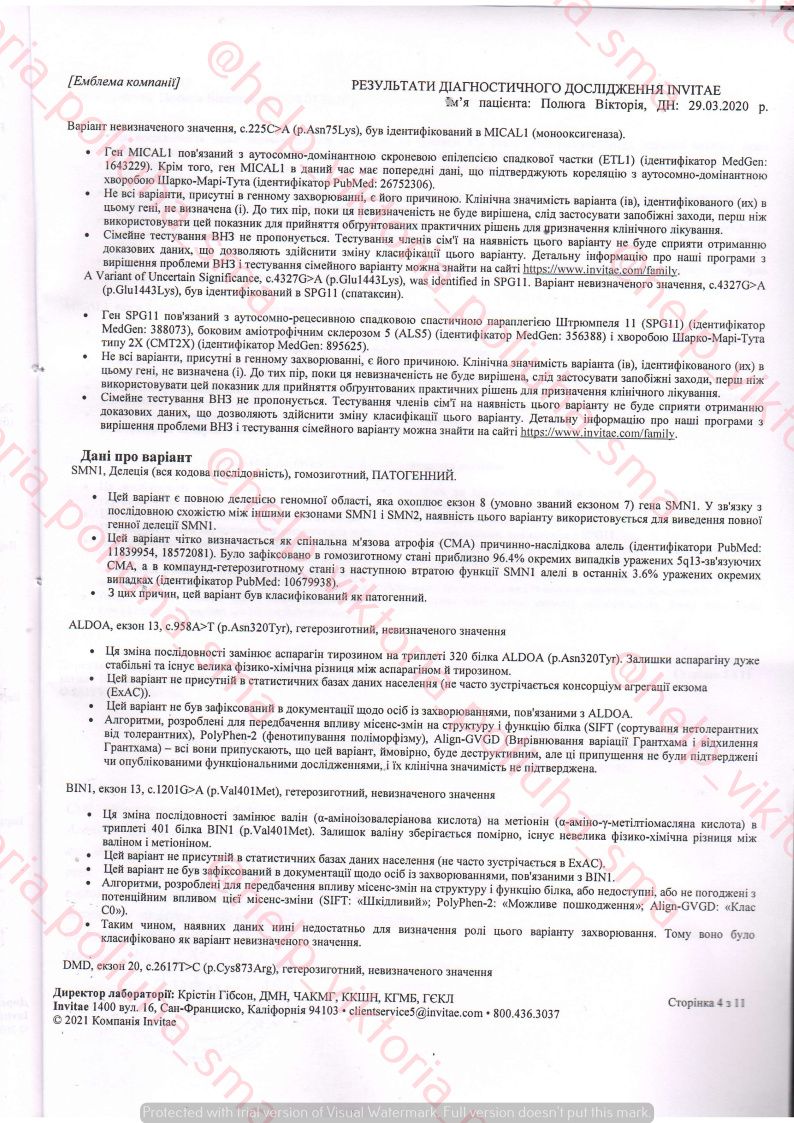 [Емблема компанії]
РЕЗУЛЬТАТИ ДІАГНОСТИЧНОГО ДОСЛІДЖЕННЯ INVITAE
Ім’я пацієнта: Полюга Вікторія, ДН: 29.03.2020 р.
Варіант невизначеного значення, c.225C>A (p.Asn75Lys), був ідентифікований в MICAL1 (монооксигеназа).
• Ген MICAL1 пов'язаний з аутосомно-домінантною скроневою епілепсією спадкової частки (ETL1) (ідентифікатор MedGen:
1643229). Крім того, ген MICAL1 в даний час має попередні дані, що підтверджують кореляцію з аутосомно-домінантною
хворобою Шарко-Марі-Тута (ідентифікатор PubMed: 26752306).
• Не всі варіанти, присутні в генному захворюванні, є його причиною. Клінічна значимість варіанта (ів), ідентифікованого (их) в
цьому гені, не визначена (і). До тих пір, поки ця невизначеність не буде вирішена, слід застосувати запобіжні заходи, перш ніж
використовувати цей показник для прийняття обґрунтованих практичних рішень для призначення клінічного лікування.
• Сімейне тестування ВНЗ не пропонується. Тестування членів сім'ї на наявність цього варіанту не буде сприяти отриманню
доказових даних, що дозволяють здійснити зміну класифікації цього варіанту. Детальну інформацію про наші програми з
вирішення проблеми ВНЗ і тестування сімейного варіанту можна знайти на сайті https://www.invitae.com/family.
A Variant of Uncertain Significance, c.4327G>A (p.Glu1443Lys), was identified in SPG11. Варіант невизначеного значення, c.4327G>A
(p.Glu1443Lys), був ідентифікований в SPG11 (спатаксин).
• Ген SPG11 пов'язаний з аутосомно-рецесивною спадковою спастичною параплегією Штрюмпеля 11 (SPG11) (ідентифікатор
MedGen: 388073), боковим аміотрофічним склерозом 5 (ALS5) (ідентифікатор MedGen: 356388) і хворобою Шарко-Марі-Тута
типу 2X (CMT2X) (ідентифікатор MedGen: 895625).
• Не всі варіанти, присутні в генному захворюванні, є його причиною. Клінічна значимість варіанта (ів), ідентифікованого (их) в
цьому гені, не визначена (і). До тих пір, поки ця невизначеність не буде вирішена, слід застосувати запобіжні заходи, перш ніж
використовувати цей показник для прийняття обґрунтованих практичних рішень для призначення клінічного лікування.
• Сімейне тестування ВНЗ не пропонується. Тестування членів сім'ї на наявність цього варіанту не буде сприяти отриманню
доказових даних, що дозволяють здійснити зміну класифікації цього варіанту. Детальну інформацію про наші програми з
вирішення проблеми ВНЗ і тестування сімейного варіанту можна знайти на сайті https://www.invitae.com/family.
Дані про варіант
SMN1, Делеція (вся кодова послідовність), гомозиготний, ПАТОГЕННИЙ.
• Цей варіант є повною делецією геномної області, яка охоплює екзон 8 (умовно званий екзоном 7) гена SMN1. У зв'язку з
послідовною схожістю між іншими екзонами SMN1 і SMN2, наявність цього варіанту використовується для виведення повної
генної делеції SMN1.
• Цей варіант чітко визначається як спінальна м'язова атрофія (СМА) причинно-наслідкова алель (ідентифікатори PubMed:
11839954, 18572081). Було зафіксовано в гомозиготному стані приблизно 96.4% окремих випадків уражених 5q13-зв'язуючих
СМА, а в компаунд-гетерозиготному стані з наступною втратою функції SMN1 алелі в останніх 3.6% уражених окремих
випадках (ідентифікатор PubMed: 10679938).
• З цих причин, цей варіант був класифікований як патогенний.
ALDOA, екзон 13, c.958A>T (p.Asn320Tyr), гетерозиготний, невизначеного значення
• Ця зміна послідовності замінює аспарагін тирозином на триплеті 320 білка ALDOA (p.Asn320Tyr). Залишки аспарагіну дуже
стабільні та існує велика фізико-хімічна різниця між аспарагіном й тирозином.
• Цей варіант не присутній в статистичних базах даних населення (не часто зустрічається консорціум агрегації екзома
(ExAC)).
• Цей варіант не був зафіксований в документації щодо осіб із захворюваннями, пов'язаними з ALDOA.
• Алгоритми, розроблені для передбачення впливу місенс-змін на структуру і функцію білка (SIFT (сортування нетолерантних
від толерантних), PolyPhen-2 (фенотипування поліморфізму), Align-GVGD (Вирівнювання варіації Грантхама і відхилення
Грантхама) – всі вони припускають, що цей варіант, ймовірно, буде деструктивним, але ці припущення не були підтверджені
чи опублікованими функціональними дослідженнями, і їх клінічна значимість не підтверджена.
BIN1, екзон 13, c.1201G>A (p.Val401Met), гетерозиготний, невизначеного значення
• Ця зміна послідовності замінює валін (α-аміноізовалеріанова кислота) на метіонін (α-аміно-γ-метілтіомасляна кислота) в
триплеті 401 білка BIN1 (p.Val401Met). Залишок валіну зберігається помірно, існує невелика фізико-хімічна різниця між
валіном і метіоніном.
• Цей варіант не присутній в статистичних базах даних населення (не часто зустрічається в ExAC).
• Цей варіант не був зафіксований в документації щодо осіб із захворюваннями, пов'язаними з BIN1.
• Алгоритми, розроблені для передбачення впливу місенс-змін на структуру і функцію білка, або недоступні, або не погоджені з
потенційним впливом цієї місенс-зміни (SIFT: «Шкідливий»; PolyPhen-2: «Можливе пошкодження»; Align-GVGD: «Клас
C0»).
• Таким чином, наявних даних нині недостатньо для визначення ролі цього варіанту захворювання. Тому воно було
класифіковано як варіант невизначеного значення.
DMD, екзон 20, c.2617T>C (p.Cys873Arg), гетерозиготний, невизначеного значення
Директор лабораторії: Крістін Гібсон, ДМН, ЧАКМГ, ККШН, КГМБ, ГЄКЛ
Invitae 1400 вул. 16, Сан-Франциско, Каліфорнія 94103 • clientservice5@invitae.com • 800.436.3037
© 2021 Компанія Invitae
Сторінка 4 з 11
@help_viktoria_poliuha_sma
Protected with trial version of Visual Watermark. Full version doesn't put this mark.